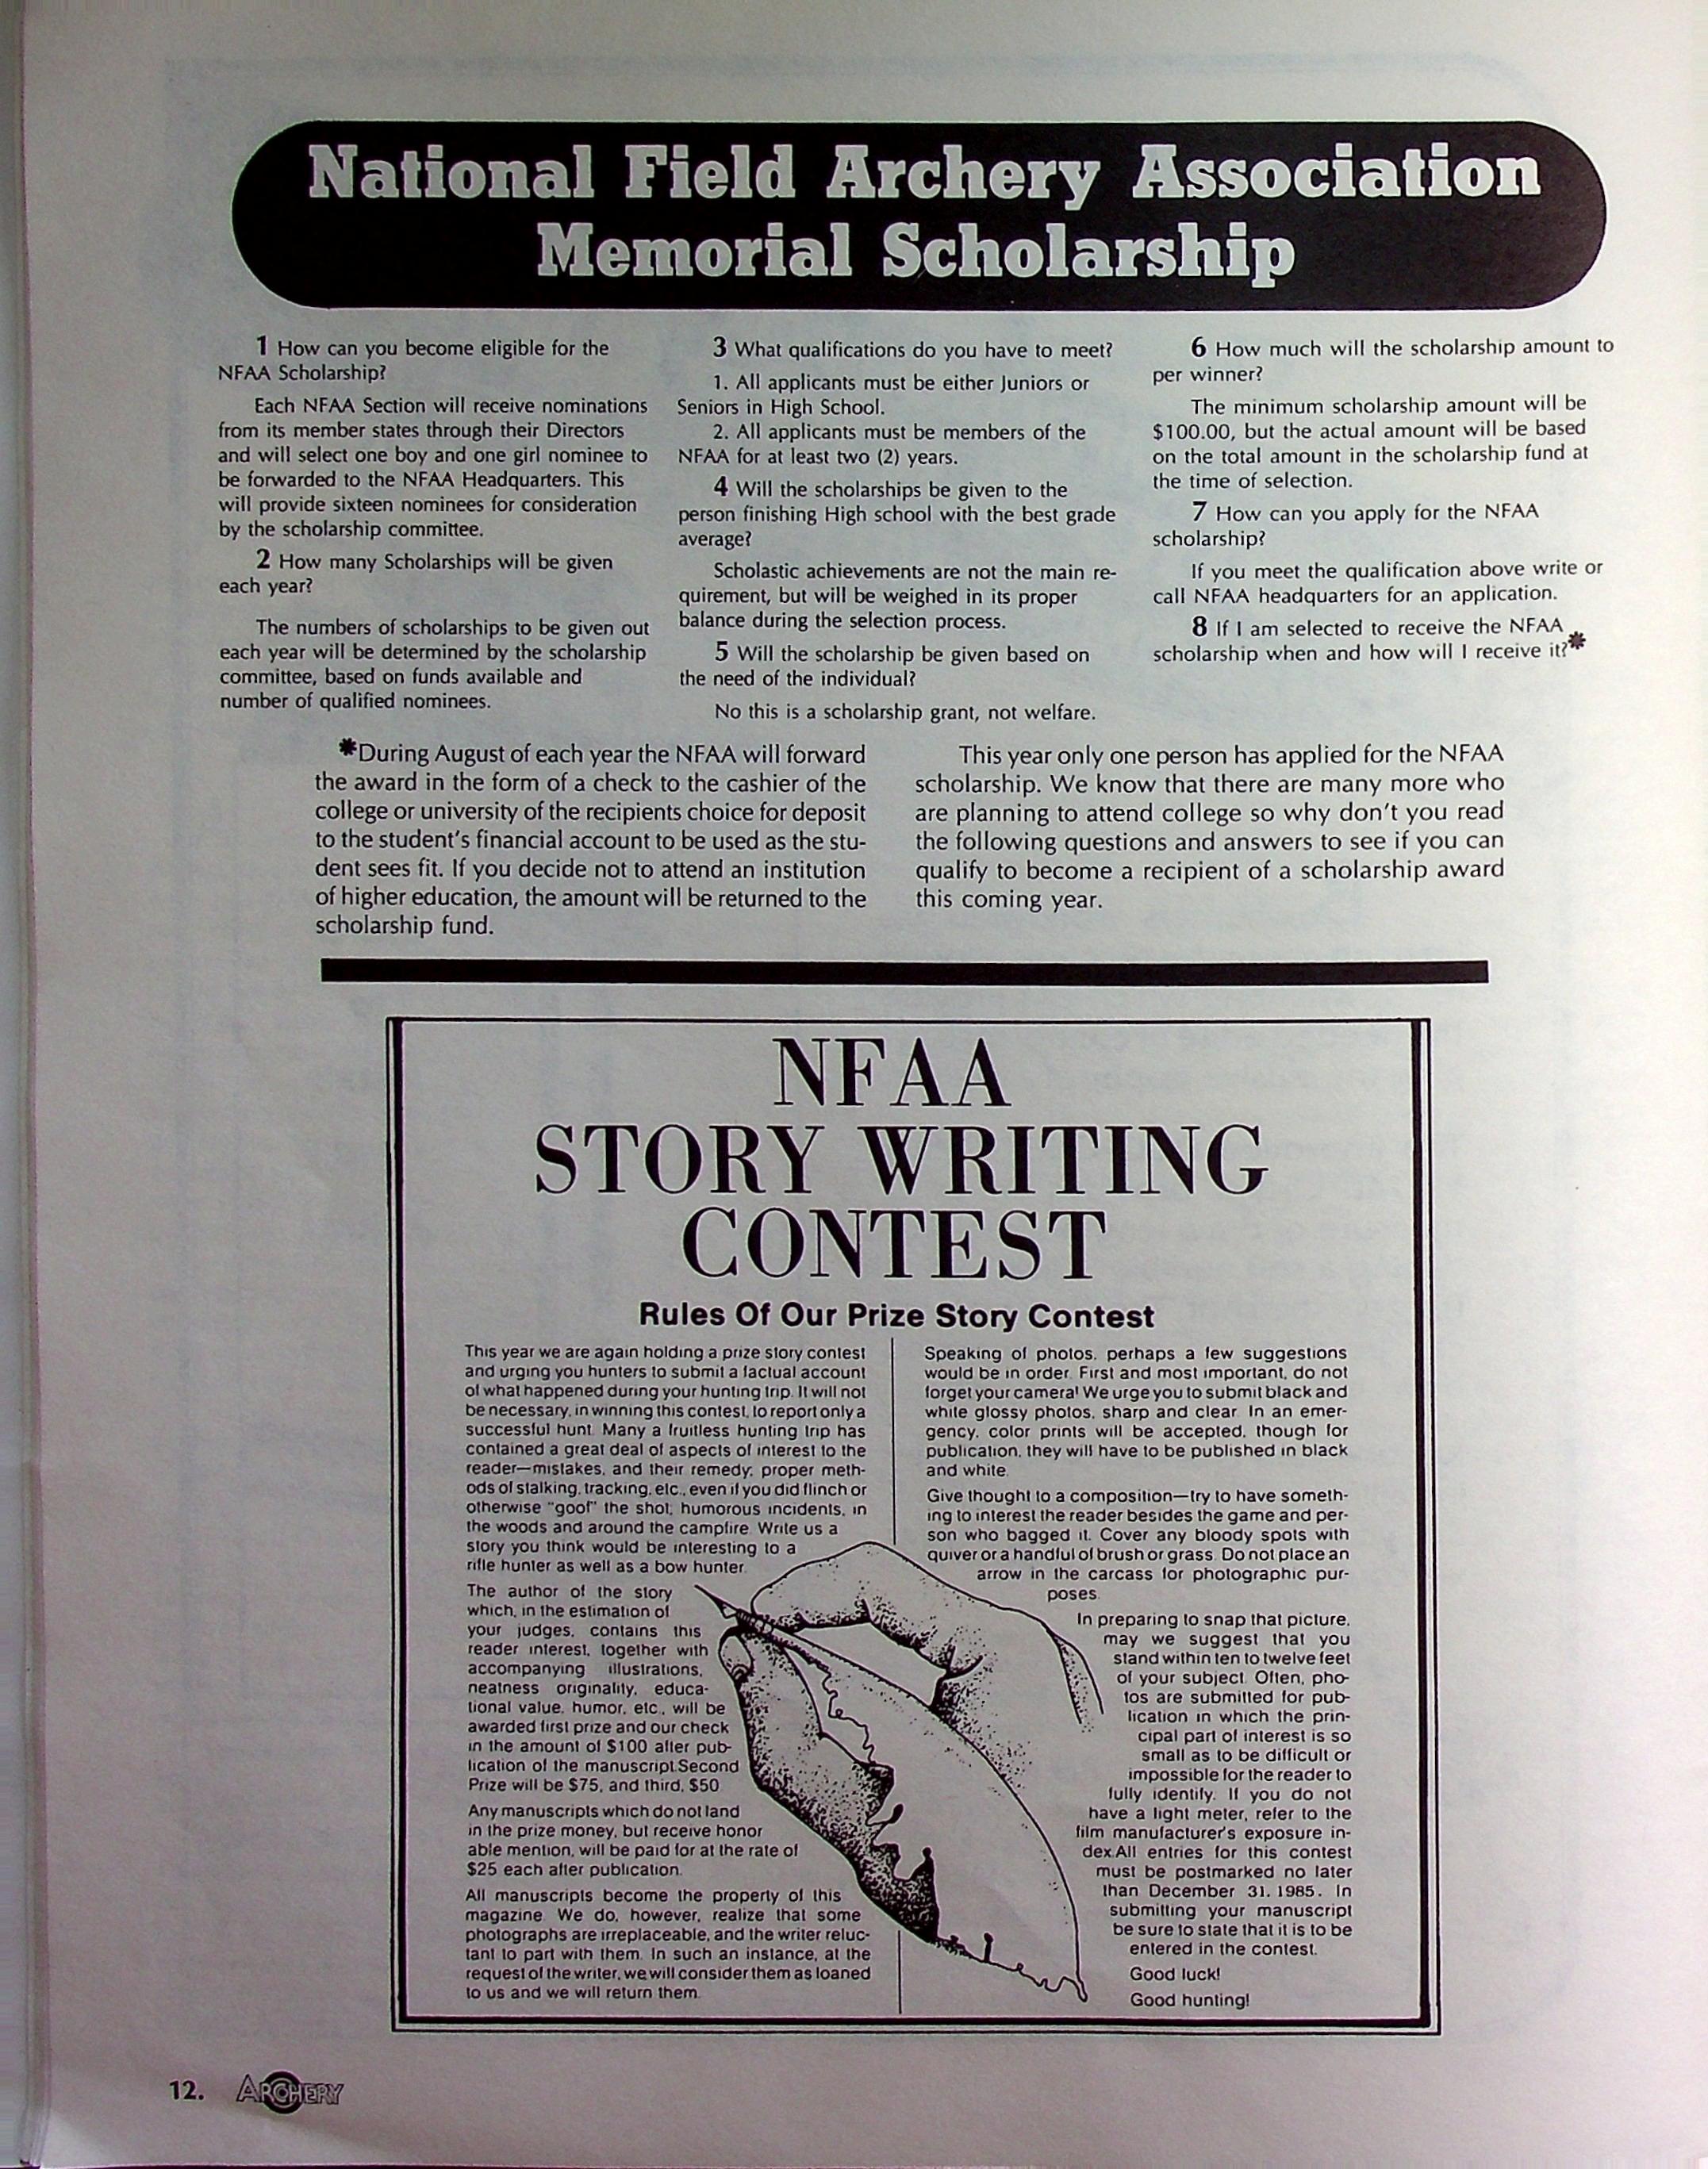 National Field Archery Association
Memorial Scholarship
1 How can you become eligible for the
NFAA Scholarship?
Each NFAA Section will receive nominations
from its member states through their Directors
and will select one boy and one girl nominee to
be forwarded to the NFAA Headquarters. This
will provide sixteen nominees for consideration
by the scholarship committee.
2 How many Scholarships will be given
each year?
The numbers of scholarships to be given out
each year will be determined by the scholarship
committee, based on funds available and
number of qualified nominees.
3 What qualifications do you have to meet?
1. All applicants must be either Juniors or
Seniors in High School.
2. All applicants must be members of the
NFAA for at least two (2) years.
4 Will the scholarships be given to the
person finishing High school with the best grade
average?
Scholastic achievements are not the main re-
quirement, but will be weighed in its proper
balance during the selection process.
5 Will the scholarship be given based on
the need of the individual?
No this is a scholarship grant, not welfare.
6 How much will the scholarship amount to
per winner?
The minimum scholarship amount will be
$100.00, but the actual amount will be based
on the total amount in the scholarship fund at
the time of selection.
7 How can you apply for the NFAA
scholarship?
If you meet the qualification above write or
call NFAA headquarters for an application.
8 If I am selected to receive the NFAA
scholarship when and how will I receive it?*
*During August of each year the NFAA will forward
the award in the form of a check to the cashier of the
college or university of the recipients choice for deposit
to the student's financial account to be used as the stu-
dent sees fit. If you decide not to attend an institution
of higher education, the amount will be returned to the
scholarship fund.
This year only one person has applied for the NFAA
scholarship. We know that there are many more who
are planning to attend college so why don't you read
the following questions and answers to see if you can
qualify to become a recipient of a scholarship award
this coming year.
NFAA
STORY WRITING
CONTEST
Rules Of Our Prize Story Contest
This year we are again holding a prize story contest
and urging you hunters to submit a factual account
of what happened during your hunting trip. It will not
be necessary, in winning this contest, to report only a
successful hunt. Many a fruitless hunting trip has
contained a great deal of aspects of interest to the
reader—mistakes, and their remedy; proper meth-
ods of stalking, tracking, etc., even if you did flinch or
otherwise "goof" the shot; humorous incidents, in
the woods and around the campfire. Write us a
story you think would be interesting to a
rifle hunter as well as a bow hunter.
The author of the story
which, in the estimation of
your judges, contains this
reader interest, together with
accompanying illustrations,
neatness originality, educa-
tional value, humor, etc., will be
awarded first prize and our check
in the amount of $100 after pub-
lication of the manuscript. Second
Prize will be $75, and third, $50.
Any manuscripts which do not land
in the prize money, but receive honor
able mention, will be paid for at the rate of
$25 each after publication.
All manuscripts become the property of this
magazine. We do, however, realize that some
photographs are irreplaceable, and the writer reluc-
tant to part with them. In such an instance, at the
request of the writer, we will consider them as loaned
to us and we will return them.
Speaking of photos, perhaps a few suggestions
would be in order. First and most important, do not
forget your camera! We urge you to submit black and
white glossy photos, sharp and clear. In an emer-
gency, color prints will be accepted, though for
publication, they will have to be published in black
and white.
Give thought to a composition—try to have someth-
ing to interest the reader besides the game and per-
son who bagged it. Cover any bloody spots with
quiver or a handful of brush or grass. Do not place an
arrow in the carcass for photographic pur-
poses.
In preparing to snap that picture,
may we suggest that you
stand within ten to twelve feet
of your subject. Often, pho-
tos are submitted for pub-
lication in which the prin-
cipal part of interest is so
small as to be difficult or
impossible for the reader to
fully identify. If you do not
have a light meter, refer to the
film manufacturer's exposure in-
dex. All entries for this contest
must be postmarked no later
than December 31, 1985. In
submitting your manuscript
be sure to state that it is to be
entered in the contest.
Good luck!
Good hunting!
12. ARCHERY